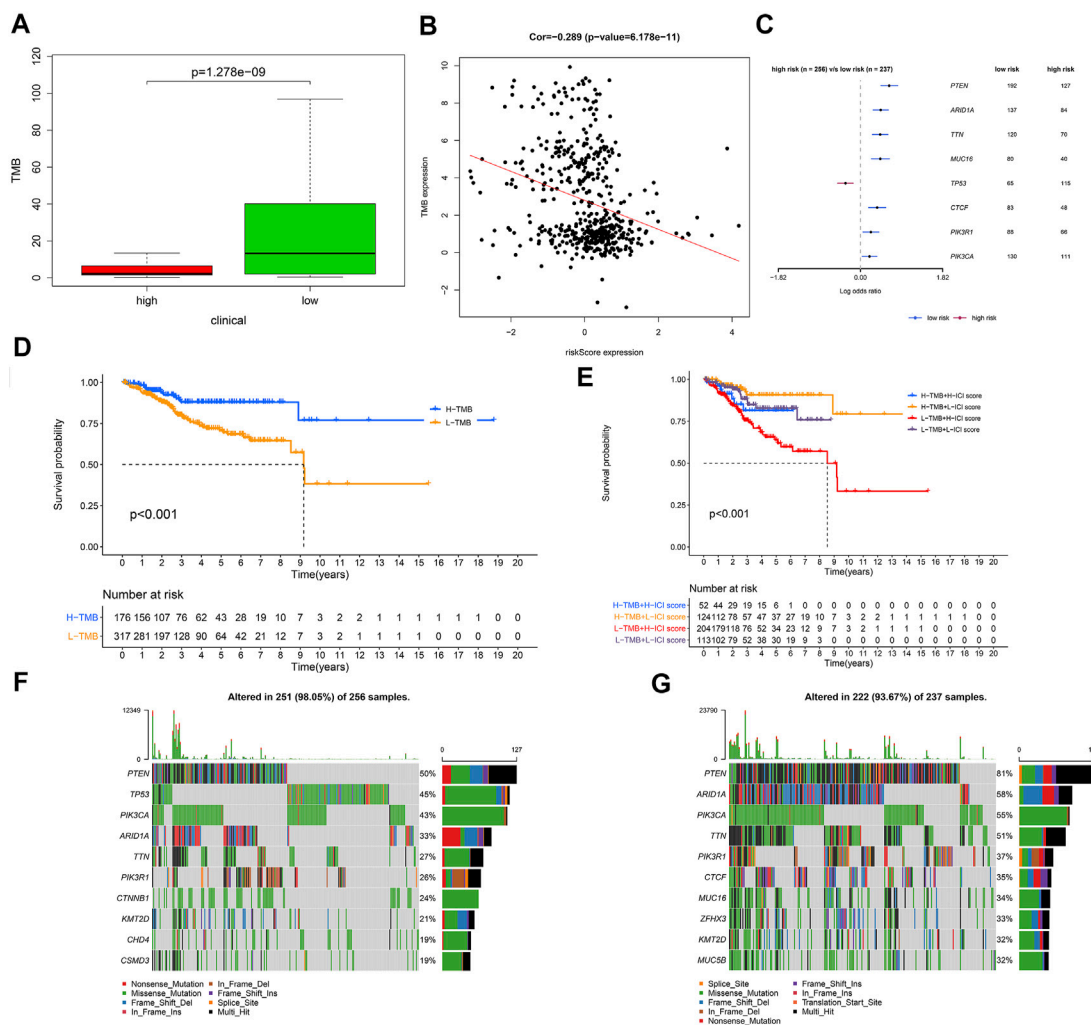 A
p=1.278e−09
TMB
120
100
80
60
40
20
0
high
low
clinical
B
Cor=−0.289 (p−value=6.178e−11)
TMB expression
10
8
6
4
2
0
−2
−2
0
2
4
riskScore expression
C
high risk (n = 256) v/s low risk (n = 237)
low risk
high risk
PTEN 192 127
ARID1A 137 84
TTN 120 70
MUC16 80 40
TP53 65 115
CTCF 83 48
PIK3R1 88 66
PIK3CA 130 111
−1.82 0.00 1.82
Log odds ratio
low risk high risk
D
Survival probability
1.00
0.75
0.50
0.25
0.00
H−TMB
L−TMB
p<0.001
0 1 2 3 4 5 6 7 8 9 10 11 12 13 14 15 16 17 18 19 20
Time(years)
Number at risk
H−TMB 176 156 107 76 62 43 28 19 10 7 3 2 2 1 1 1 1 1 1 0 0
L−TMB 317 281 197 128 90 64 42 21 12 7 3 2 1 1 1 1 0 0 0 0 0
0 1 2 3 4 5 6 7 8 9 10 11 12 13 14 15 16 17 18 19 20
Time(years)
E
Survival probability
1.00
0.75
0.50
0.25
0.00
H−TMB+H−ICI score
H−TMB+L−ICI score
L−TMB+H−ICI score
L−TMB+L−ICI score
p<0.001
0 1 2 3 4 5 6 7 8 9 10 11 12 13 14 15 16 17 18 19 20
Time(years)
Number at risk
H−TMB+H−ICI score 52 44 29 19 15 6 1 0 0 0 0 0 0 0 0 0 0 0 0 0 0
H−TMB+L−ICI score 124 112 78 57 47 37 27 19 10 7 3 2 2 1 1 1 1 1 1 0 0
L−TMB+H−ICI score 204 179 118 76 52 34 23 12 9 7 3 2 1 1 1 1 0 0 0 0 0
L−TMB+L−ICI score 113 102 79 52 38 30 19 9 3 0 0 0 0 0 0 0 0 0 0 0 0
0 1 2 3 4 5 6 7 8 9 10 11 12 13 14 15 16 17 18 19 20
Time(years)
F
Altered in 251 (98.05%) of 256 samples.
12349
0
0 127
PTEN 50%
TP53 45%
PIK3CA 43%
ARID1A 33%
TTN 27%
PIK3R1 26%
CTNNB1 24%
KMT2D 21%
CHD4 19%
CSMD3 19%
Nonsense_Mutation In_Frame_Del
Missense_Mutation Frame_Shift_Ins
Frame_Shift_Del Splice_Site
In_Frame_Ins Multi_Hit
G
Altered in 222 (93.67%) of 237 samples.
23790
0
0
PTEN 81%
ARID1A 58%
PIK3CA 55%
TTN 51%
PIK3R1 37%
CTCF 35%
MUC16 34%
ZFHX3 33%
KMT2D 32%
MUC5B 32%
Splice_Site Frame_Shift_Ins
Missense_Mutation In_Frame_Ins
Frame_Shift_Del Translation_Start_Site
In_Frame_Del Multi_Hit
Nonsense_Mutation